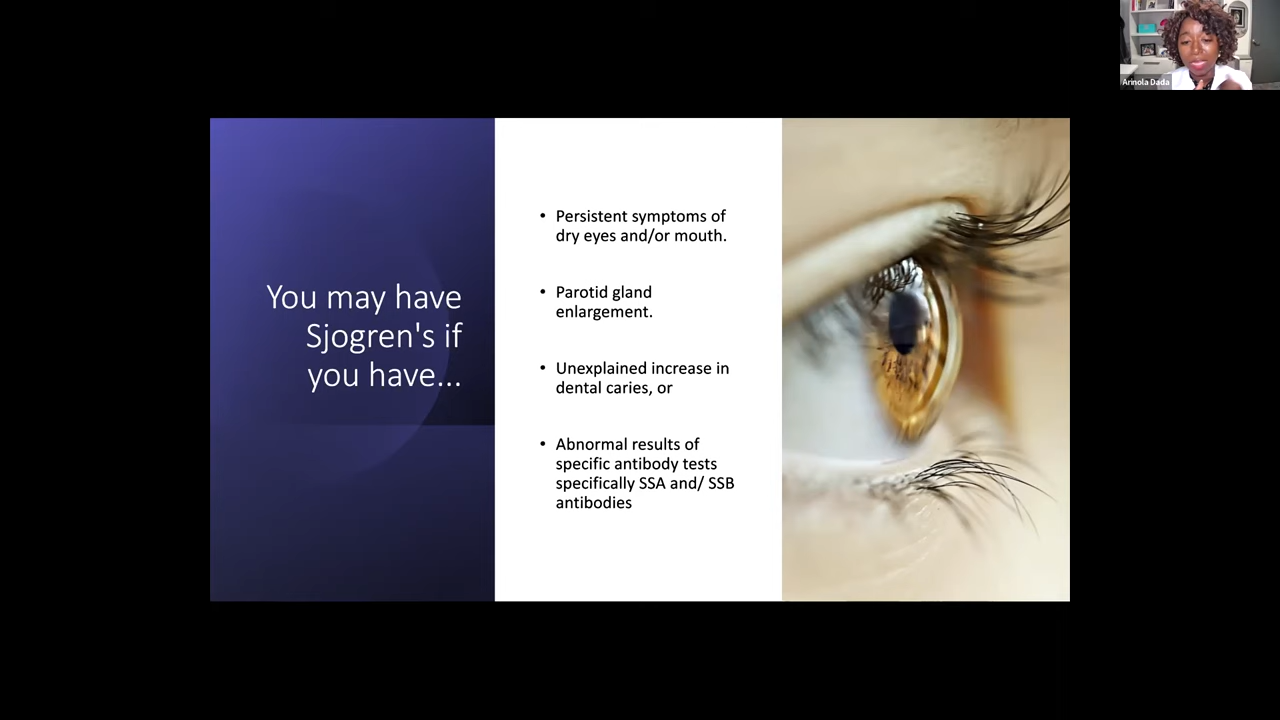 Arinola Dada
You may have
Sjogren's if
you have...
• Persistent symptoms of
dry eyes and/or mouth.
• Parotid gland
enlargement.
• Unexplained increase in
dental caries, or
• Abnormal results of
specific antibody tests
specifically SSA and/ SSB
antibodies